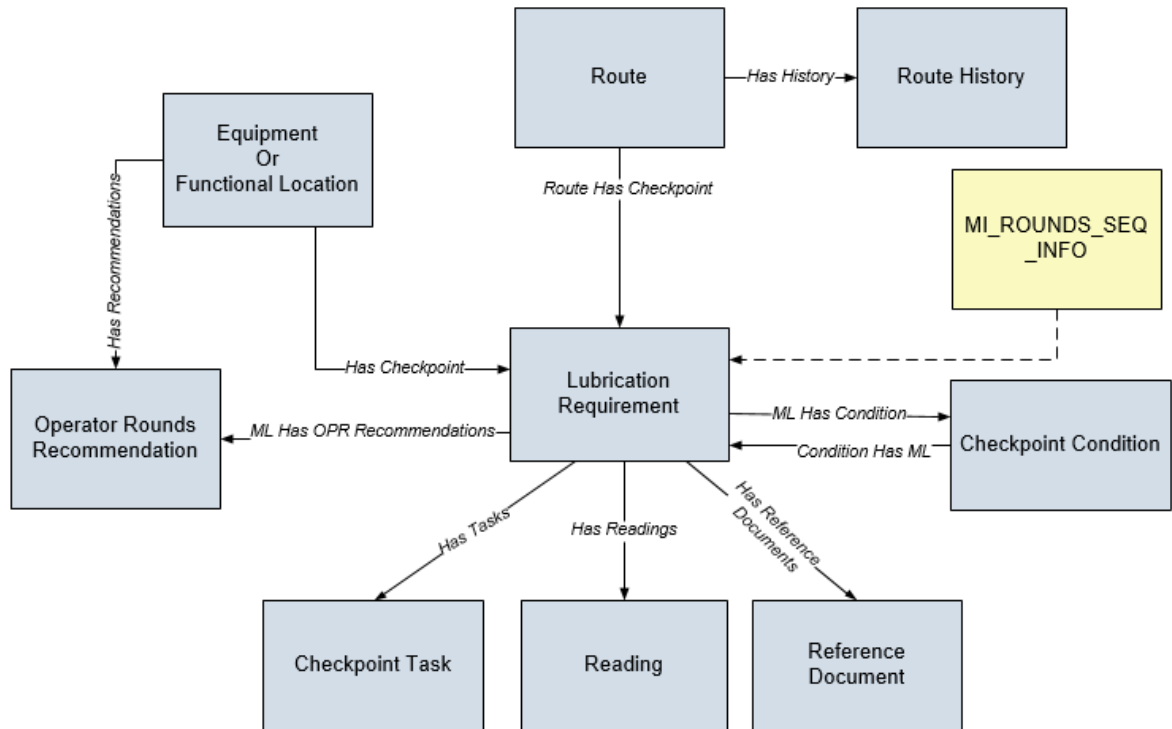 Route
Has History
Route History
Equipment
Or
Functional Location
Has Recommendations
Route Has Checkpoint
MI_ROUNDS_SEQ
_INFO
Has Checkpoint
Lubrication
Requirement
Operator Rounds
Recommendation
ML Has OPR Recommendations
ML Has Condition
Condition Has ML
Checkpoint Condition
Has Tasks
Has Readings
Has Reference
Documents
Checkpoint Task
Reading
Reference
Document